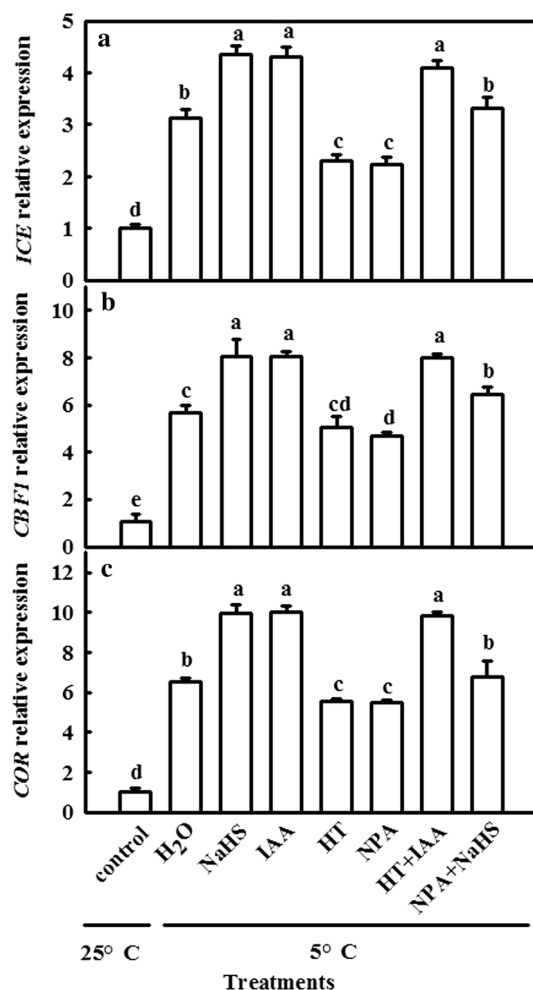 a
ICE relative expression
5
4
3
2
1
0
d
b
a
a
c
c
a
b
b
CBF1 relative expression
10
8
6
4
2
0
e
c
a
a
cd
d
a
b
c
COR relative expression
12
10
8
6
4
2
0
d
b
a
a
c
c
a
b
control
H₂O
NaHS
IAA
HT
NPA
HT+IAA
NPA+NaHS
25° C
5° C
Treatments